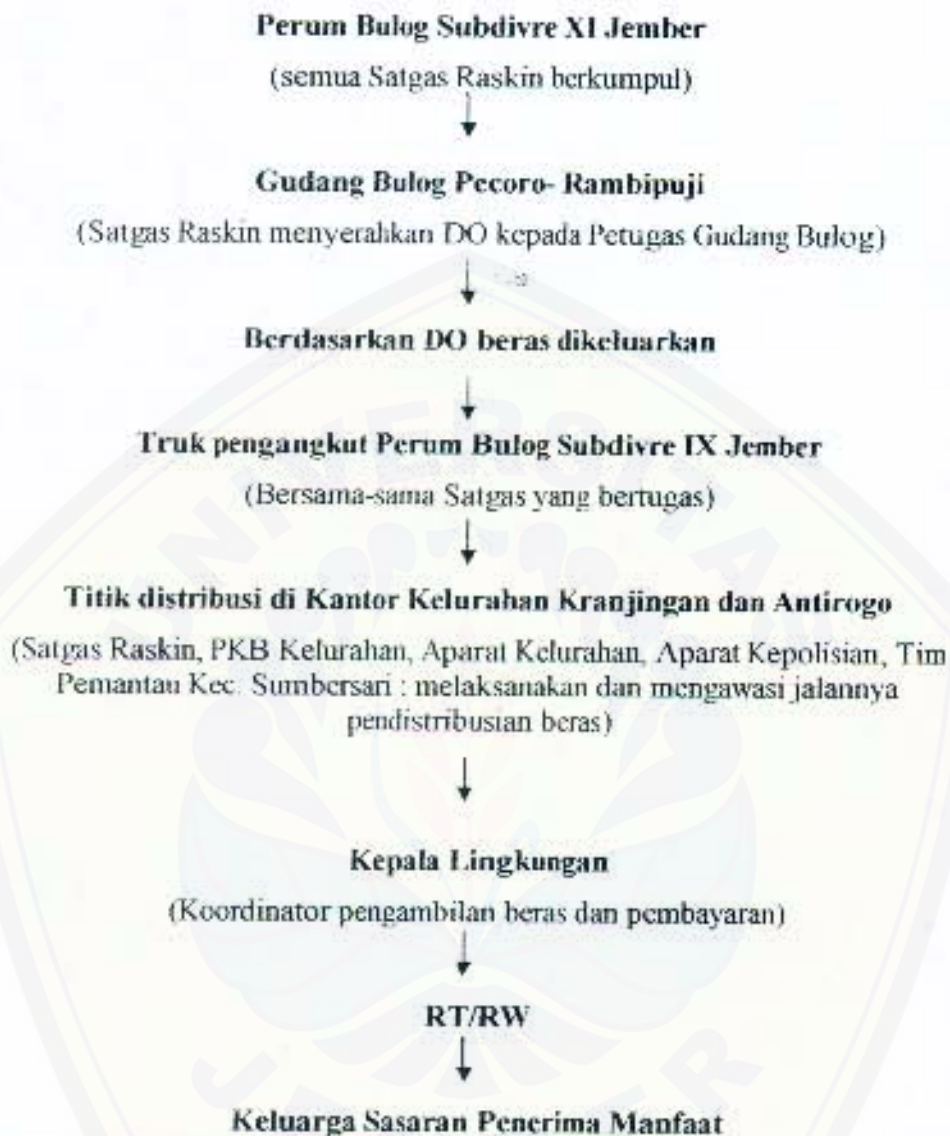 Perum Bulog Subdivre XI Jember
(semua Satgas Raskin berkumpul)
Gudang Bulog Pecoro- Rambipuji
(Satgas Raskin menyerahkan DO kepada Petugas Gudang Bulog)
Berdasarkan DO beras dikeluarkan
Truk pengangkut Perum Bulog Subdivre IX Jember
(Bersama-sama Satgas yang bertugas)
Titik distribusi di Kantor Kelurahan Kranjingan dan Antirogo
(Satgas Raskin, PKB Kelurahan, Aparat Kelurahan, Aparat Kepolisian, Tim
Pemantau Kec. Sumbersari : melaksanakan dan mengawasi jalannya
pendistribusian beras)
Kepala Lingkungan
(Koordinator pengambilan beras dan pembayaran)
RT/RW
Keluarga Sasaran Penerima Manfaat